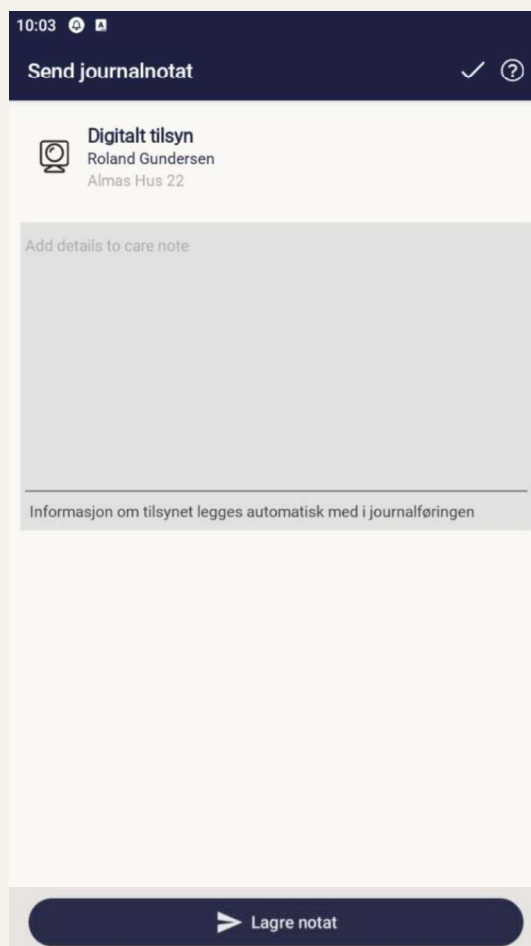 10:03
Send journalnotat
Digitalt tilsyn
Roland Gundersen
Almas Hus 22
Add details to care note
Informasjon om tilsynet legges automatisk med i journalføringen
Lagre notat